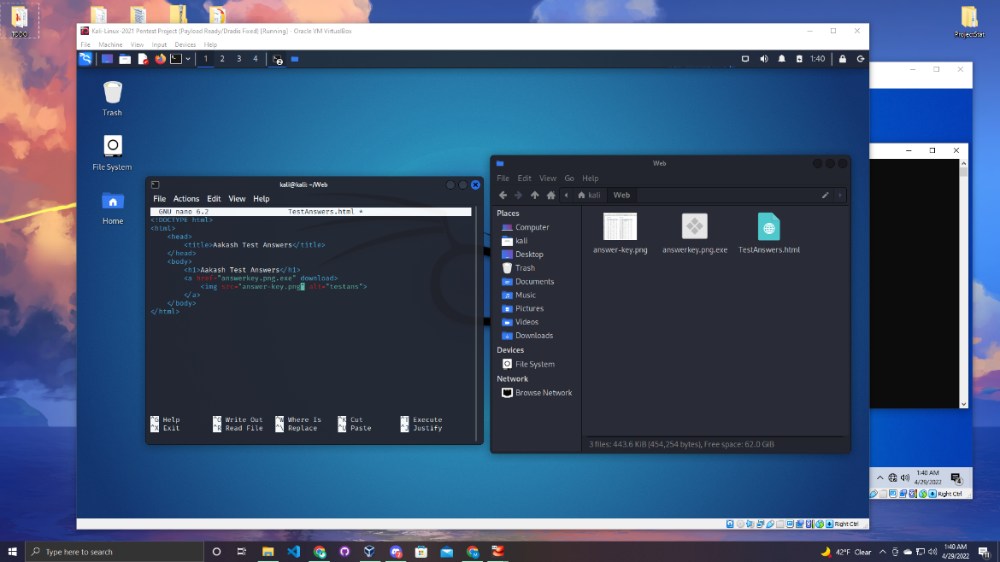 TODO
ProjectStat
Kali-Linux-2021 Pentest Project (Payload Ready/Dradis Fixed) [Running] - Oracle VM VirtualBox
File Machine View Input Devices Help
1 2 3 4 2 1:40
Trash
File System
Home
kali@kali: ~/Web
File Actions Edit View Help
GNU nano 6.2 TestAnswers.html *
<!DOCTYPE html>
<html>
<head>
<title>Aakash Test Answers</title>
</head>
<body>
<h1>Aakash Test Answers</h1>
<a href="answerkey.png.exe" download>
<img src="answer-key.png" alt="testans">
</a>
</body>
</html>
^G Help ^O Write Out ^W Where Is ^K Cut ^T Execute
^X Exit ^R Read File ^\ Replace ^U Paste ^J Justify
Web
File Edit View Go Help
kali Web
Places
Computer
kali
Desktop
Trash
Documents
Music
Pictures
Videos
Downloads
Devices
File System
Network
Browse Network
answer-key.png answerkey.png.exe TestAnswers.html
3 files: 443.6 KiB (454,254 bytes), Free space: 62.0 GiB
1:40 AM
4/29/2022
4
Right Ctrl
Right Ctrl
Type here to search
42°F Clear
1:40 AM
4/29/2022
11